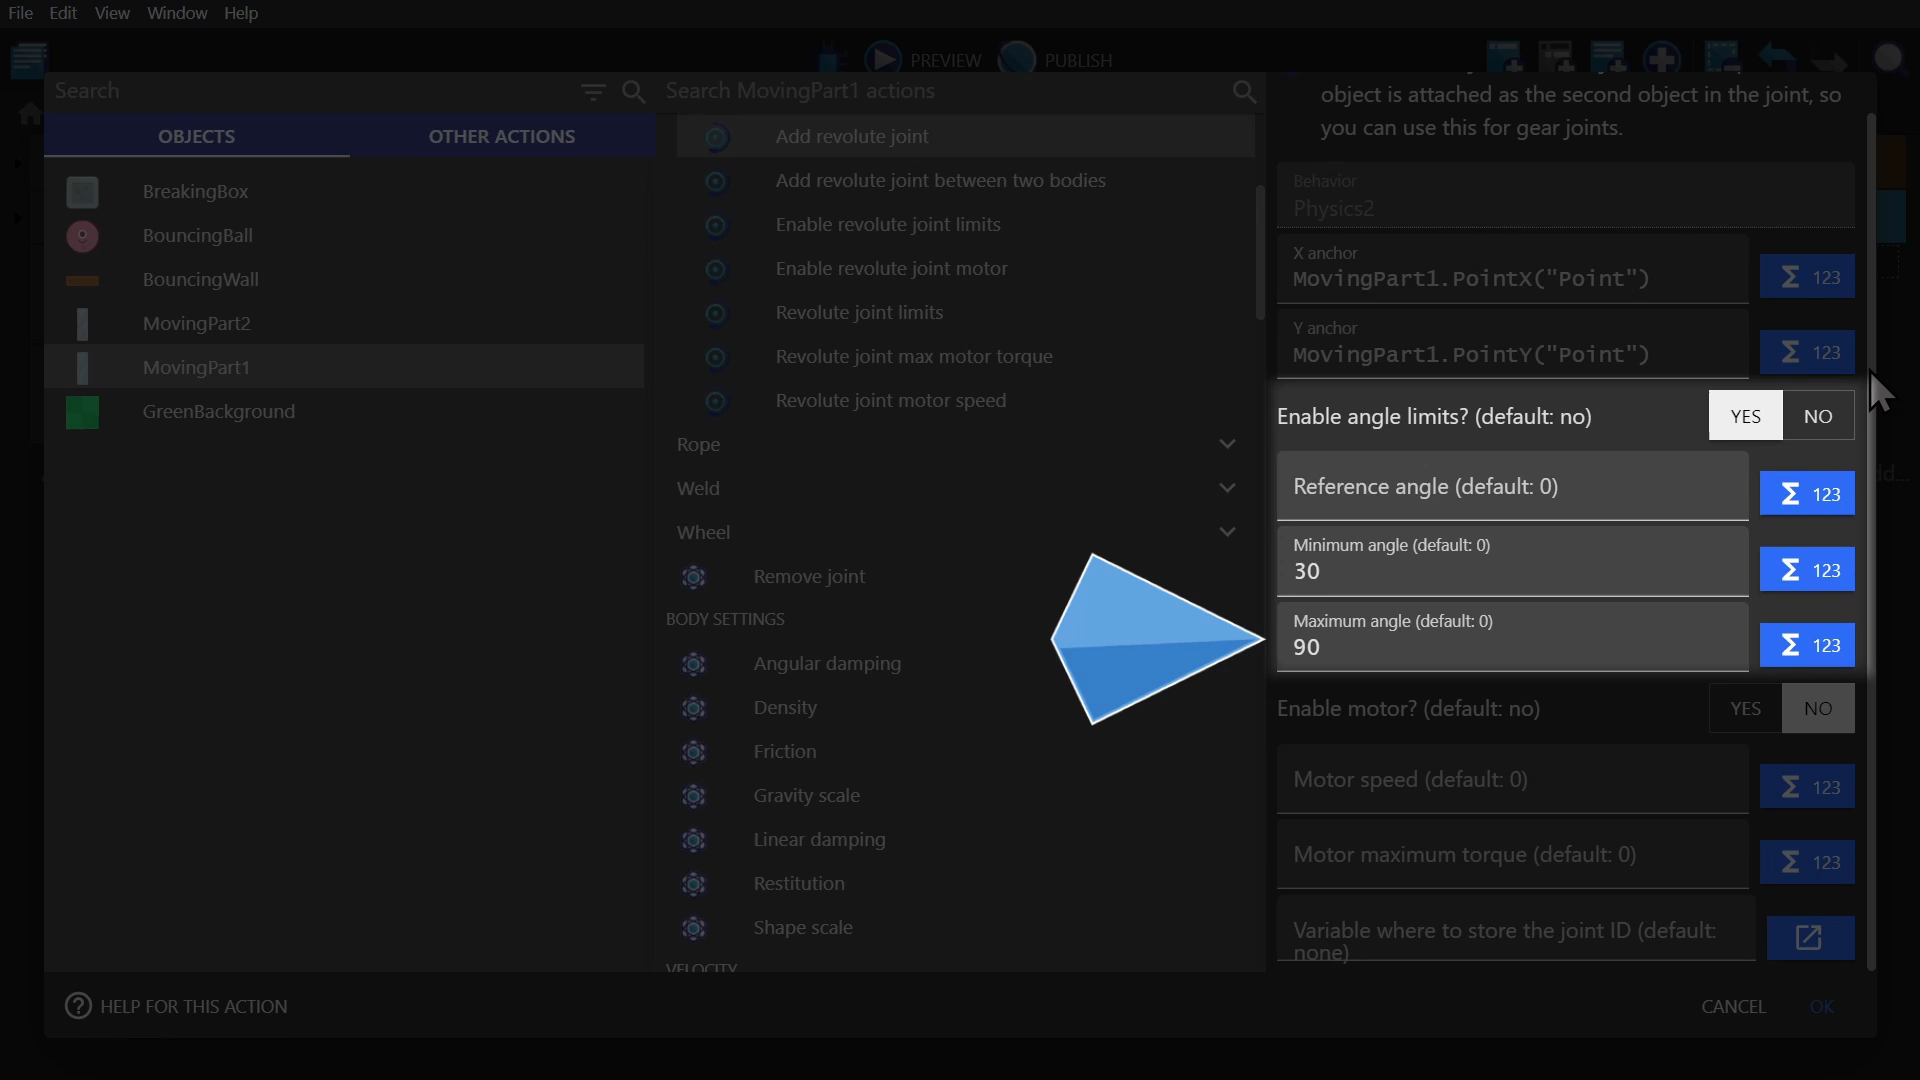 File Edit View Window Help
PREVIEW PUBLISH
Search
Search MovingPart1 actions
OBJECTS OTHER ACTIONS
BreakingBox
BouncingBall
BouncingWall
MovingPart2
MovingPart1
GreenBackground
Add revolute joint
Add revolute joint between two bodies
Enable revolute joint limits
Enable revolute joint motor
Revolute joint limits
Revolute joint max motor torque
Revolute joint motor speed
Rope
Weld
Wheel
Remove joint
BODY SETTINGS
Angular damping
Density
Friction
Gravity scale
Linear damping
Restitution
Shape scale
VELOCITY
object is attached as the second object in the joint, so
you can use this for gear joints.
Behavior
Physics2
X anchor
MovingPart1.PointX("Point")
Σ 123
Y anchor
MovingPart1.PointY("Point")
Σ 123
Enable angle limits? (default: no) YES NO
Reference angle (default: 0)
Σ 123
Minimum angle (default: 0)
30
Σ 123
Maximum angle (default: 0)
90
Σ 123
Enable motor? (default: no) YES NO
Motor speed (default: 0)
Σ 123
Motor maximum torque (default: 0)
Σ 123
Variable where to store the joint ID (default:
none)
HELP FOR THIS ACTION
CANCEL OK